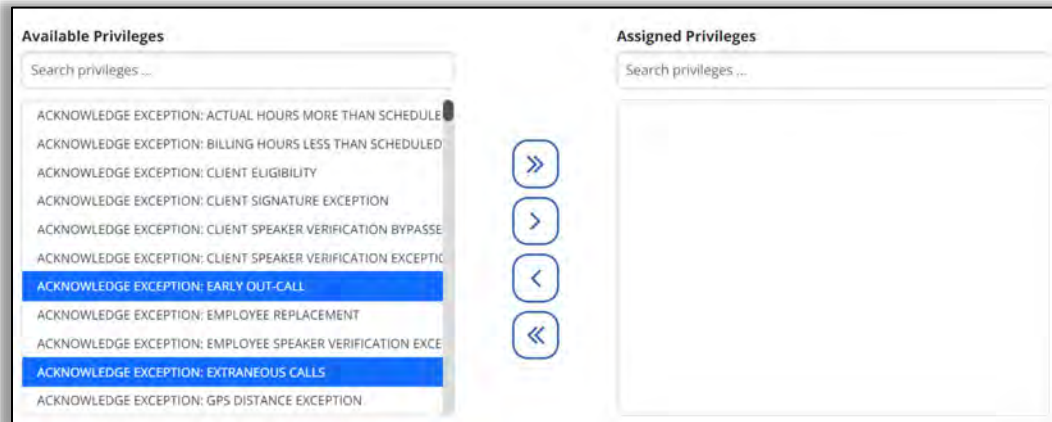 Available Privileges
Assigned Privileges
Search privileges ...
Search privileges ...
ACKNOWLEDGE EXCEPTION: ACTUAL HOURS MORE THAN SCHEDULE
ACKNOWLEDGE EXCEPTION: BILLING HOURS LESS THAN SCHEDULED
ACKNOWLEDGE EXCEPTION: CLIENT ELIGIBILITY
ACKNOWLEDGE EXCEPTION: CLIENT SIGNATURE EXCEPTION
ACKNOWLEDGE EXCEPTION: CLIENT SPEAKER VERIFICATION BYPASSE
ACKNOWLEDGE EXCEPTION: CLIENT SPEAKER VERIFICATION EXCEPTIO
ACKNOWLEDGE EXCEPTION: EARLY OUT-CALL
ACKNOWLEDGE EXCEPTION: EMPLOYEE REPLACEMENT
ACKNOWLEDGE EXCEPTION: EMPLOYEE SPEAKER VERIFICATION EXCE
ACKNOWLEDGE EXCEPTION: EXTRANEOUS CALLS
ACKNOWLEDGE EXCEPTION: GPS DISTANCE EXCEPTION